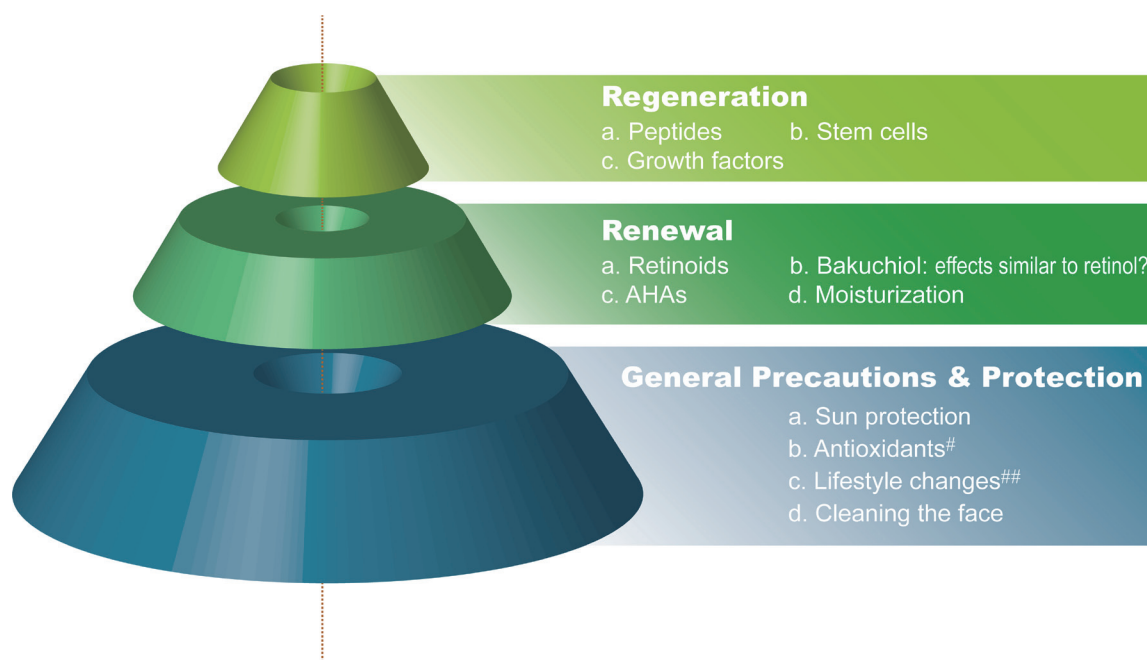 Regeneration
a. Peptides b. Stem cells
c. Growth factors
Renewal
a. Retinoids b. Bakuchiol: effects similar to retinol?
c. AHAs d. Moisturization
General Precautions & Protection
a. Sun protection
b. Antioxidants#
c. Lifestyle changes##
d. Cleaning the face